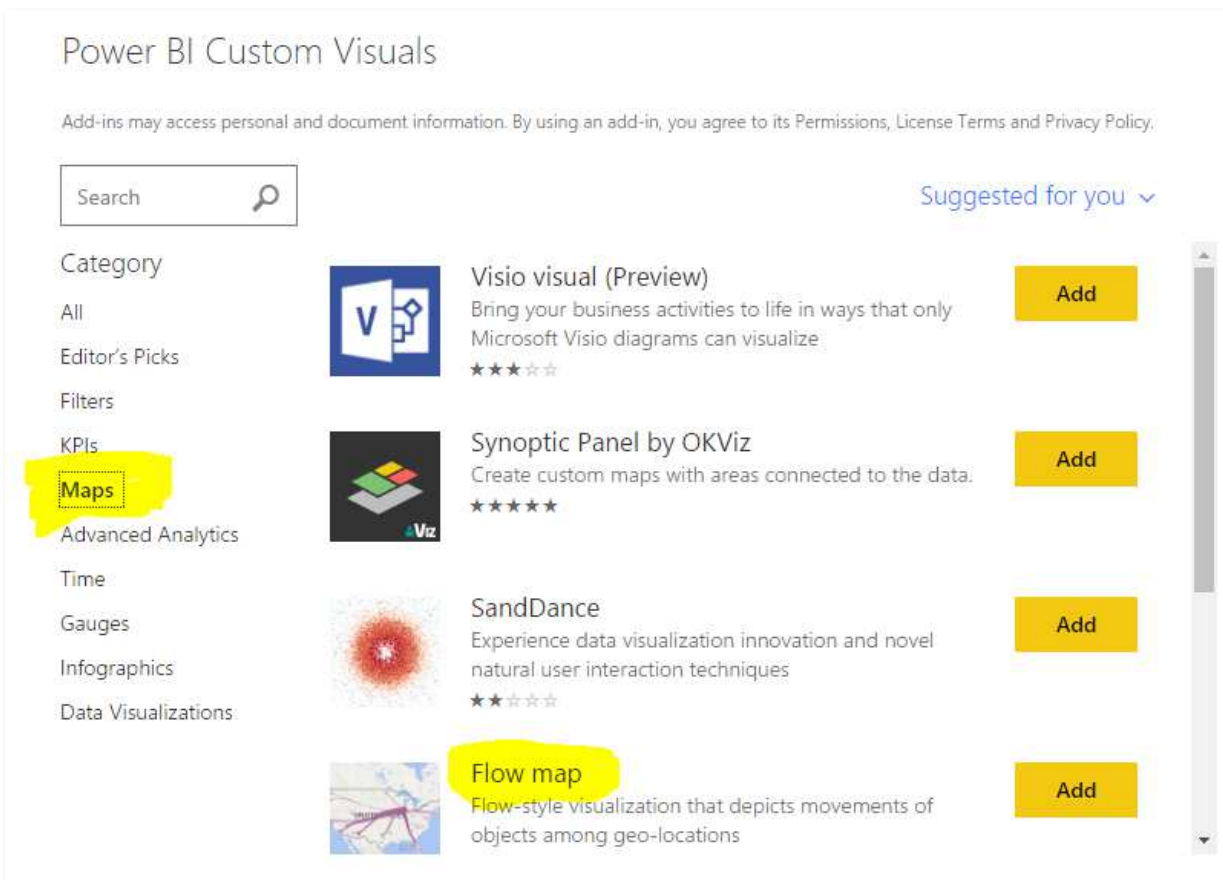 Power BI Custom Visuals
Add-ins may access personal and document information. By using an add-in, you agree to its Permissions, License Terms and Privacy Policy.
Search
Suggested for you
Category
All
Editor's Picks
Filters
KPIs
Maps
Advanced Analytics
Time
Gauges
Infographics
Data Visualizations
V
Visio visual (Preview)
Bring your business activities to life in ways that only
Microsoft Visio diagrams can visualize
Add
Viz
Synoptic Panel by OKViz
Create custom maps with areas connected to the data.
Add
SandDance
Experience data visualization innovation and novel
natural user interaction techniques
Add
Flow map
Flow-style visualization that depicts movements of
objects among geo-locations
Add